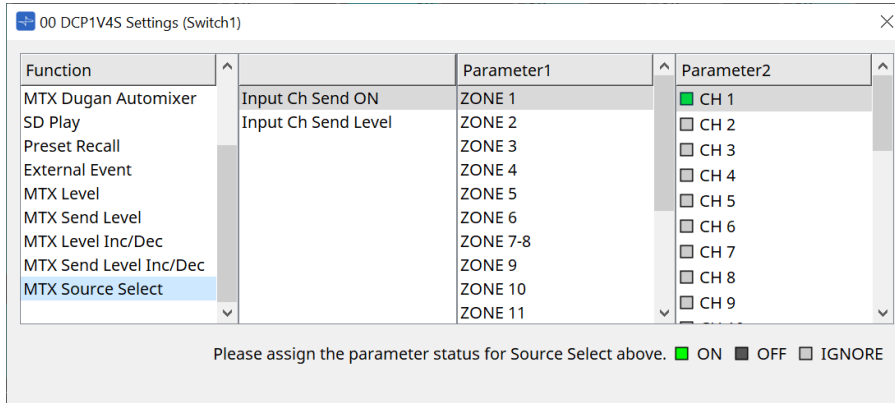 00 DCP1V4S Settings (Switch1)
Function
MTX Dugan Automixer
SD Play
Preset Recall
External Event
MTX Level
MTX Send Level
MTX Level Inc/Dec
MTX Send Level Inc/Dec
MTX Source Select
Input Ch Send ON
Input Ch Send Level
Parameter1
ZONE 1
ZONE 2
ZONE 3
ZONE 4
ZONE 5
ZONE 6
ZONE 7-8
ZONE 9
ZONE 10
ZONE 11
Parameter2
CH 1
CH 2
CH 3
CH 4
CH 5
CH 6
CH 7
CH 8
CH 9
Please assign the parameter status for Source Select above. ON OFF IGNORE